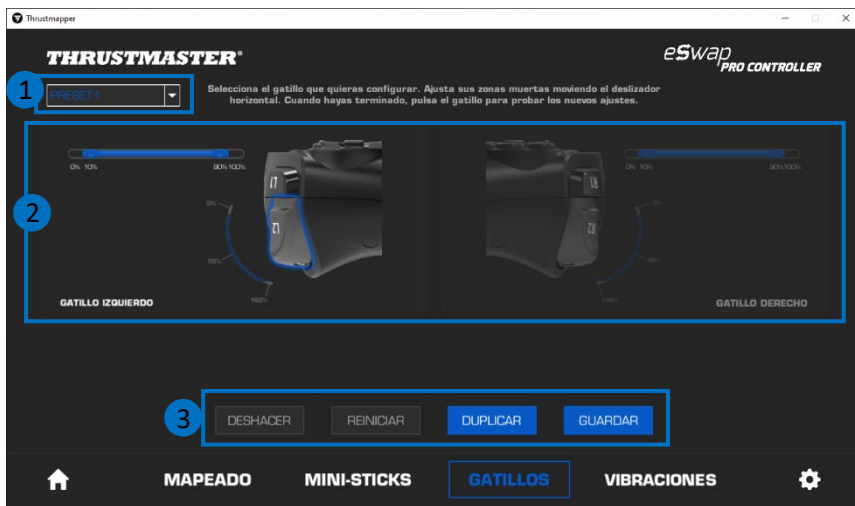 Thrustmapper
THRUSTMASTER®
eSwap
PRO CONTROLLER
1
PRESET 1
Selecciona el gatillo que quieras configurar. Ajusta sus zonas muertas moviendo el deslizador
horizontal. Cuando hayas terminado, pulsa el gatillo para probar los nuevos ajustes.
2
0% 10% 90% 100%
L1
L2
0%
50%
100%
GATILLO IZQUIERDO
0% 10% 90% 100%
R1
R2
0%
50%
100%
GATILLO DERECHO
3
DESHACER
REINICIAR
DUPLICAR
GUARDAR
MAPEADO
MINI-STICKS
GATILLOS
VIBRACIONES